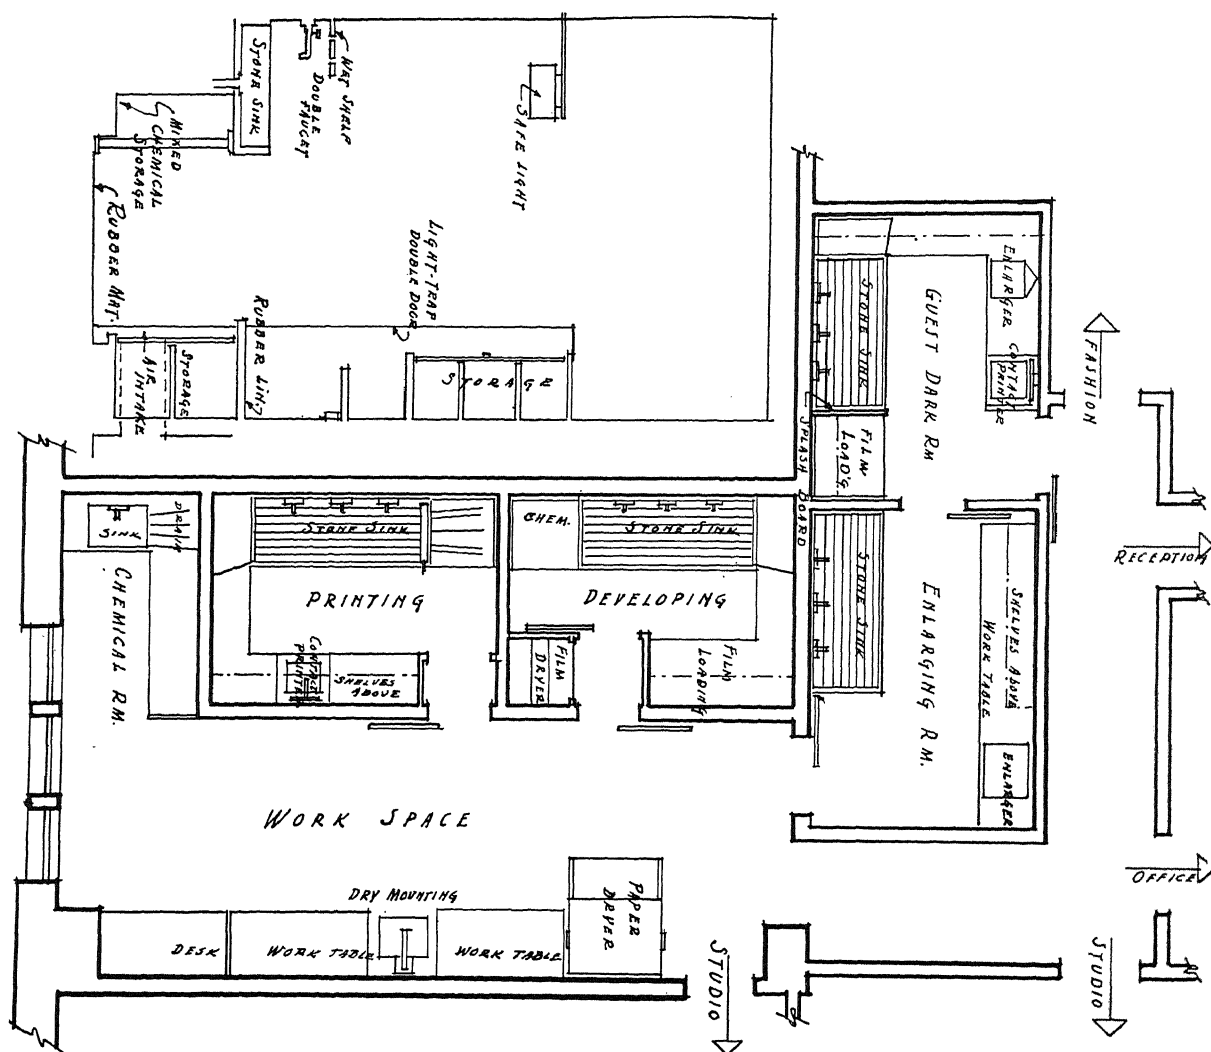 STONE SINK
WET SHELF
DOUBLE
FAUCET
SAFE LIGHT
MIXED
CHEMICAL
STORAGE
RUBBER MAT.
LIGHT-TRAP
DOUBLE DOOR
RUBBER LIN.
STORAGE
AIR
INTAKE
STORAGE
ENLARGER
CONTACT
PRINTER
STONE SINK
GUEST DARK RM
FILM
LOAD'G
SPLASH BOARD
FASHION
RECEPTION
SINK
DRAIN
CHEMICAL RM.
STONE SINK
PRINTING
CONTACT
PRINTER
SHELVES
ABOVE
CHEM.
STONE SINK
DEVELOPING
FILM
DRYER
FILM
LOADING
STONE SINK
ENLARGING RM.
SHELVES ABOVE
WORK TABLE
ENLARGER
WORK SPACE
OFFICE
DRY MOUNTING
DESK
WORK TABLE
WORK TABLE
PAPER
DRYER
STUDIO
STUDIO